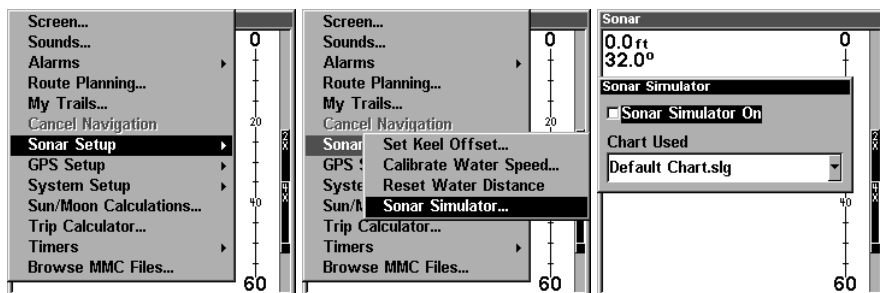 Screen...
Sounds...
Alarms
Route Planning...
My Trails...
Cancel Navigation
Sonar Setup
GPS Setup
System Setup
Sun/Moon Calculations...
Trip Calculator...
Timers
Browse MMC Files...
0
20
40
60
2X
4X
Screen...
Sounds...
Alarms
Route Planning...
My Trails...
Cancel Navigation
Sonar
GPS S
Syste
Sun/M
Trip Calculator...
Timers
Browse MMC Files...
Set Keel Offset...
Calibrate Water Speed...
Reset Water Distance
Sonar Simulator...
0
20
60
Sonar
0.0 ft
32.0º
0
Sonar Simulator
Sonar Simulator On
Chart Used
Default Chart.slg
40
60